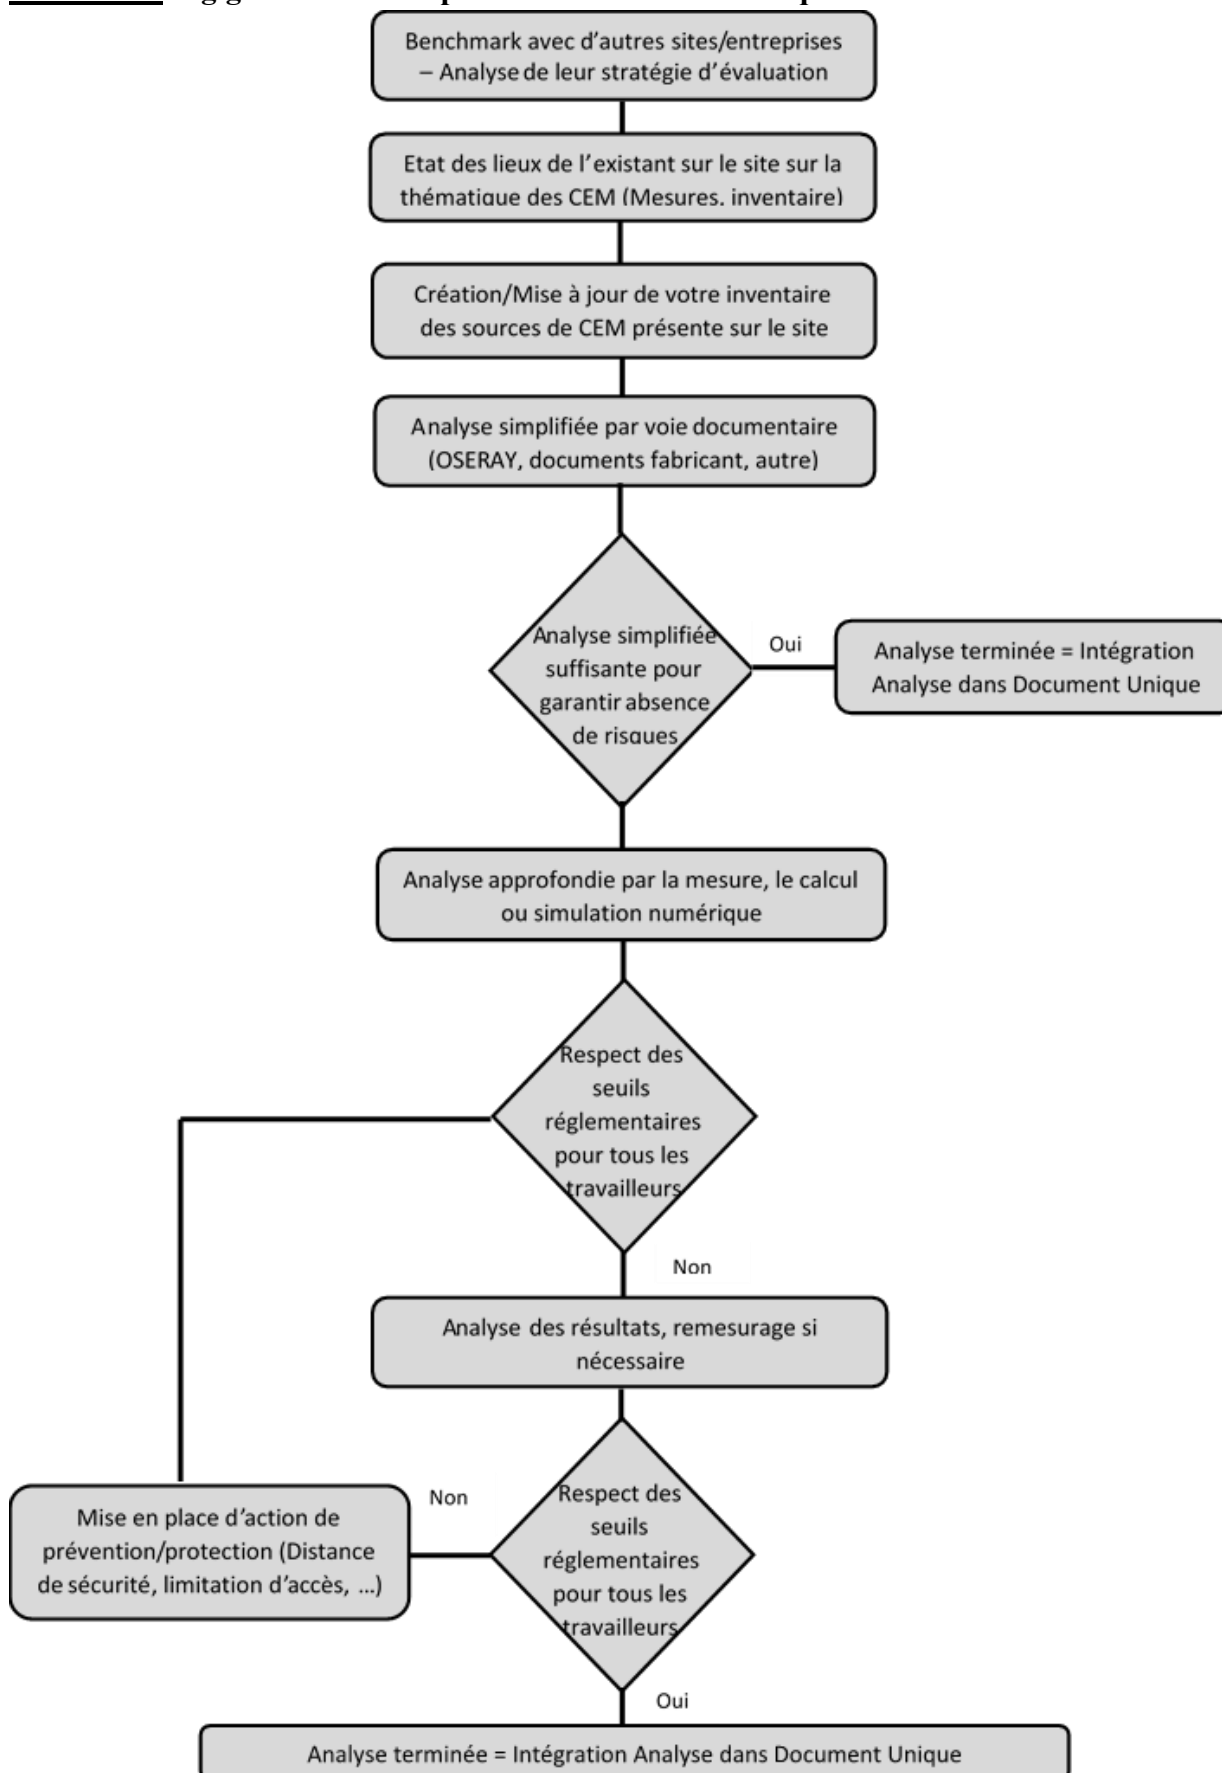 Benchmark avec d’autres sites/entreprises
– Analyse de leur stratégie d’évaluation
Etat des lieux de l’existant sur le site sur la
thématique des CEM (Mesures, inventaire)
Création/Mise à jour de votre inventaire
des sources de CEM présente sur le site
Analyse simplifiée par voie documentaire
(OSERAY, documents fabricant, autre)
Analyse simplifiée
suffisante pour
garantir absence
de risques
Oui
Analyse terminée = Intégration
Analyse dans Document Unique
Analyse approfondie par la mesure, le calcul
ou simulation numérique
Respect des
seuils
réglementaires
pour tous les
travailleurs
Non
Analyse des résultats, remesurage si
nécessaire
Mise en place d’action de
prévention/protection (Distance
de sécurité, limitation d’accès, …)
Non
Respect des
seuils
réglementaires
pour tous les
travailleurs
Oui
Analyse terminée = Intégration Analyse dans Document Unique